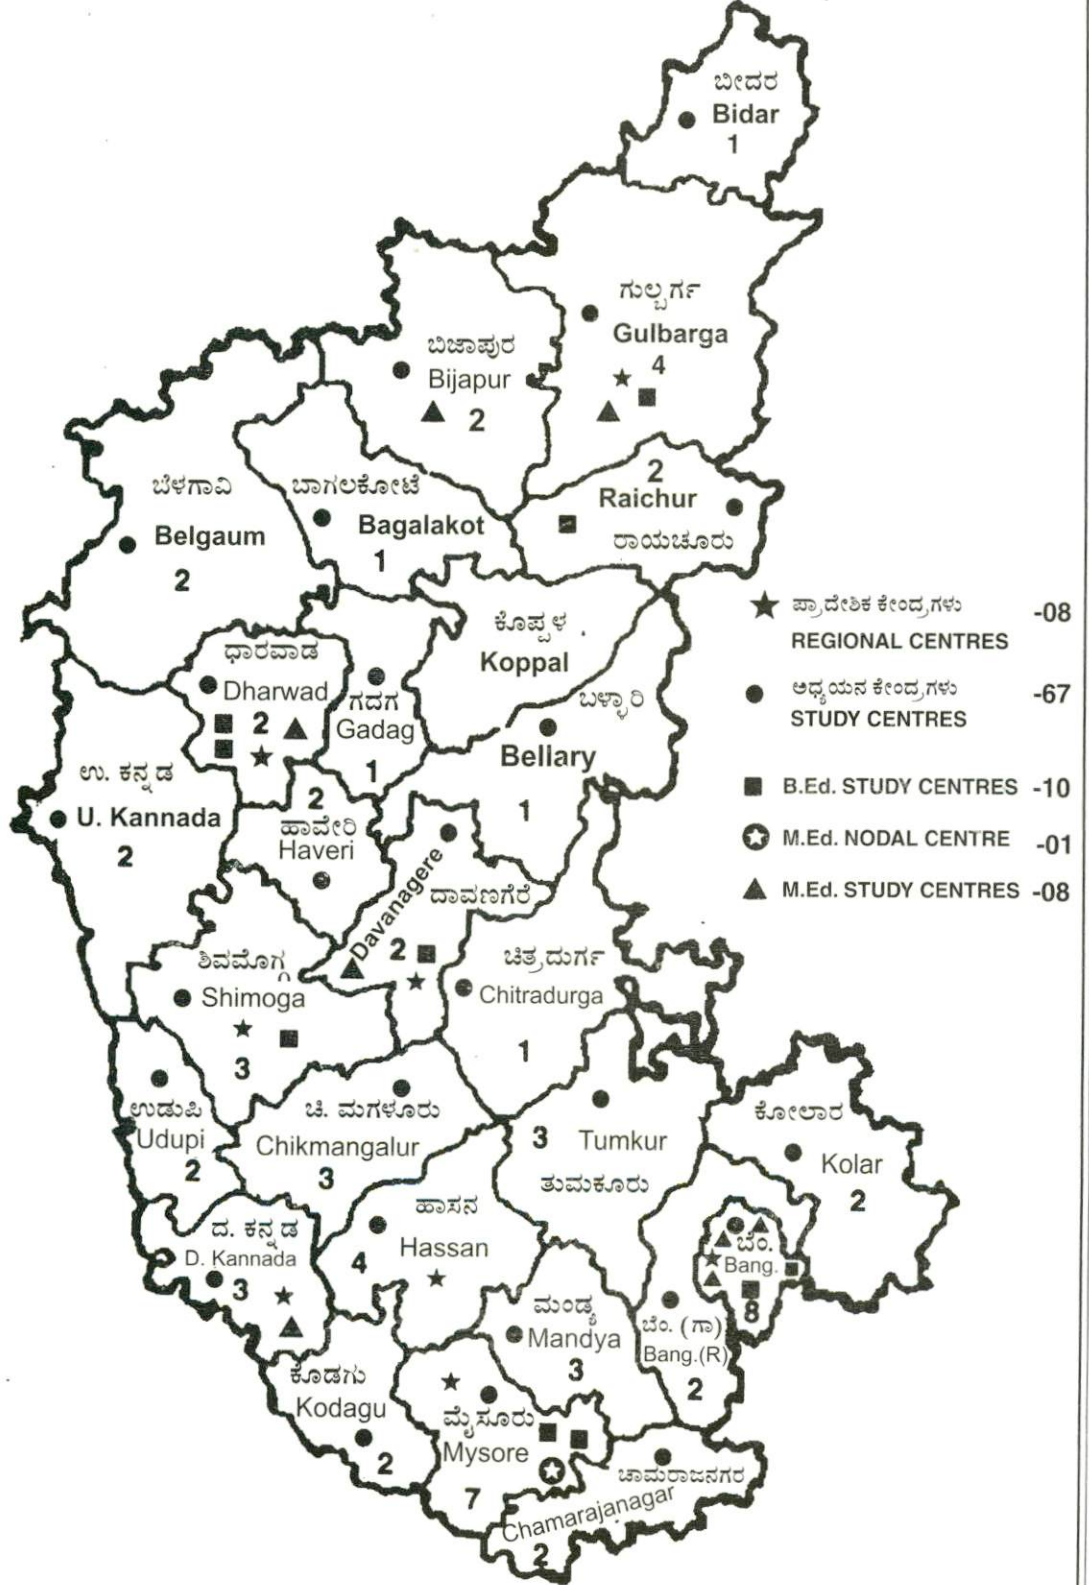 ಬೀದರ
Bidar
1
ಗುಲ್ಬರ್ಗ
Gulbarga
4
ಬಿಜಾಪುರ
Bijapur
2
2
Raichur
ರಾಯಚೂರು
ಬೆಳಗಾವಿ
Belgaum
2
ಬಾಗಲಕೋಟೆ
Bagalakot
1
ಕೊಪ್ಪಳ
Koppal
ಧಾರವಾಡ
Dharwad
2
ಗದಗ
Gadag
1
ಬಳ್ಳಾರಿ
Bellary
1
ಉ. ಕನ್ನಡ
U. Kannada
2
2
ಹಾವೇರಿ
Haveri
Davanagere
ದಾವಣಗೆರೆ
2
ಶಿವಮೊಗ್ಗ
Shimoga
3
ಚಿತ್ರದುರ್ಗ
Chitradurga
1
ಉಡುಪಿ
Udupi
2
ಚಿ. ಮಗಳೂರು
Chikmangalur
3
3 Tumkur
ತುಮಕೂರು
ಕೋಲಾರ
Kolar
2
ದ. ಕನ್ನಡ
D. Kannada
3
ಹಾಸನ
Hassan
4
ಬೆಂ.
Bang.
8
ಬೆಂ. (ಗ್ರಾ)
Bang.(R)
2
ಮಂಡ್ಯ
Mandya
3
ಕೊಡಗು
Kodagu
2
ಮೈಸೂರು
Mysore
7
ಚಾಮರಾಜನಗರ
Chamarajanagar
2
ಪ್ರಾದೇಶಿಕ ಕೇಂದ್ರಗಳು -08
REGIONAL CENTRES
ಅಧ್ಯಯನ ಕೇಂದ್ರಗಳು -67
STUDY CENTRES
B.Ed. STUDY CENTRES -10
M.Ed. NODAL CENTRE -01
M.Ed. STUDY CENTRES -08